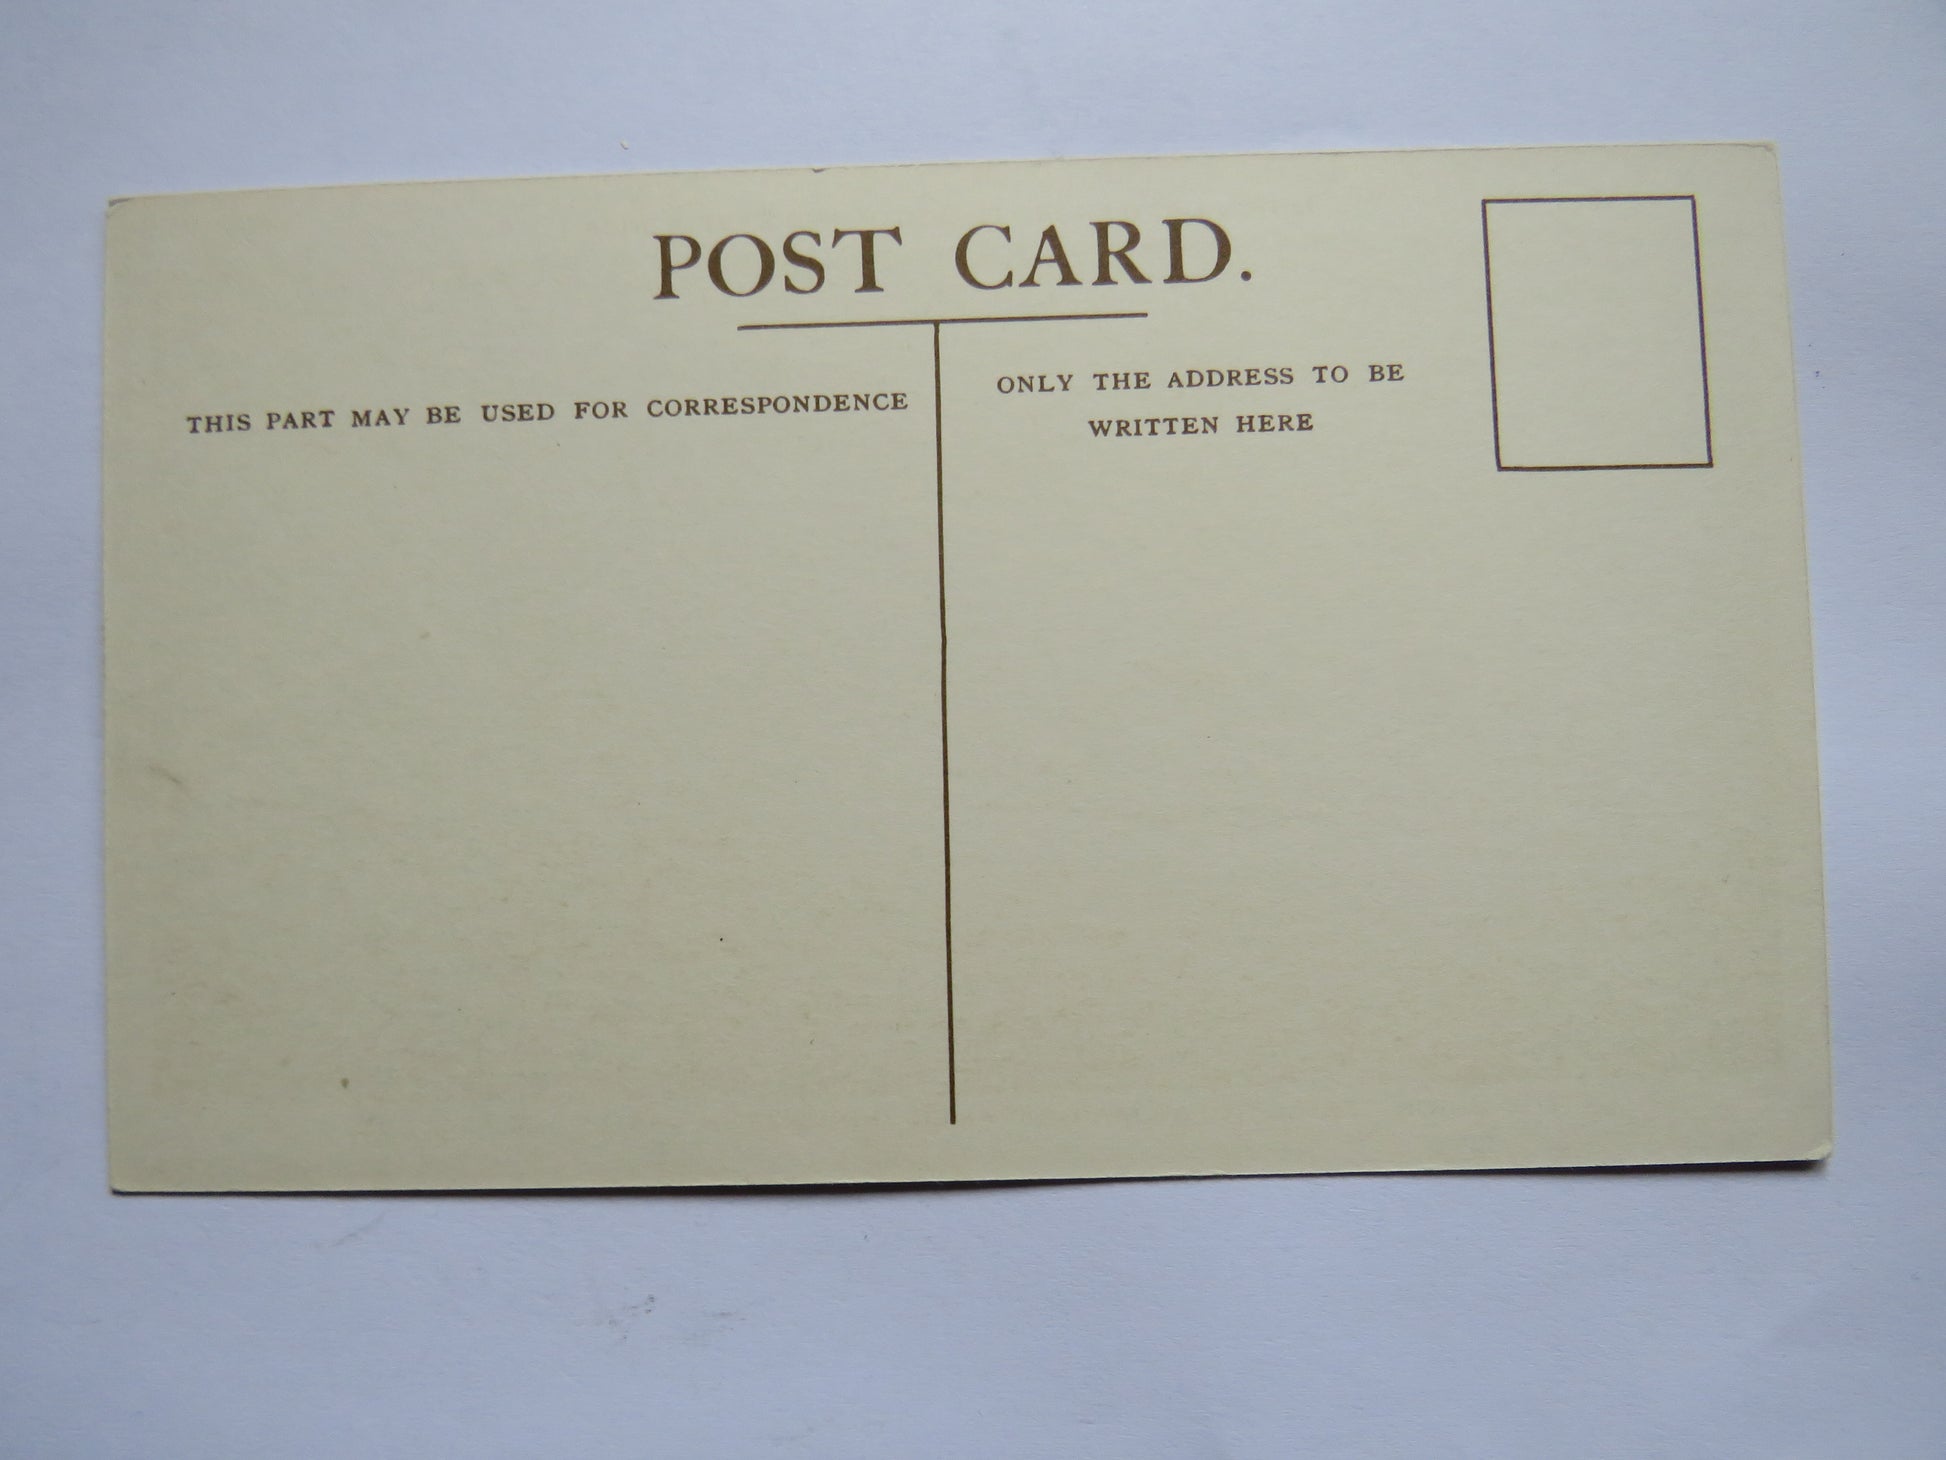 POST CARD.
THIS PART MAY BE USED FOR CORRESPONDENCE
ONLY THE ADDRESS TO BE
WRITTEN HERE